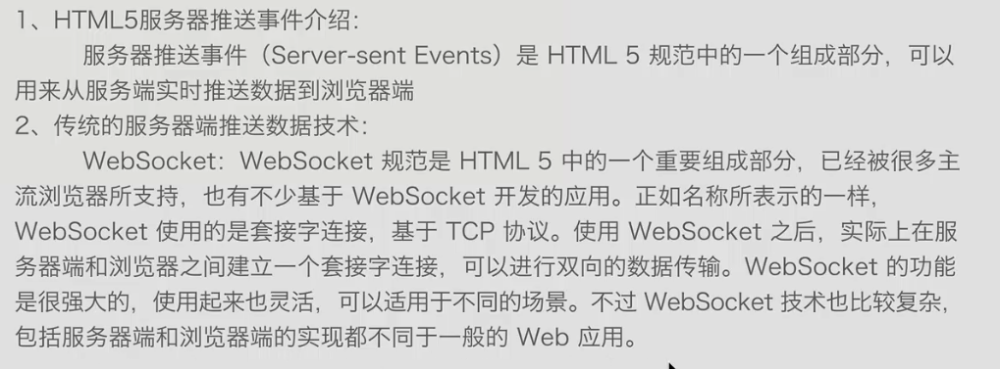 1、HTML5服务器推送事件介绍：
服务器推送事件（Server-sent Events）是 HTML 5 规范中的一个组成部分，可以
用来从服务端实时推送数据到浏览器端
2、传统的服务器端推送数据技术：
WebSocket：WebSocket 规范是 HTML 5 中的一个重要组成部分，已经被很多主
流浏览器所支持，也有不少基于 WebSocket 开发的应用。正如名称所表示的一样，
WebSocket 使用的是套接字连接，基于 TCP 协议。使用 WebSocket 之后，实际上在服
务器端和浏览器之间建立一个套接字连接，可以进行双向的数据传输。WebSocket 的功能
是很强大的，使用起来也灵活，可以适用于不同的场景。不过 WebSocket 技术也比较复杂，
包括服务器端和浏览器端的实现都不同于一般的 Web 应用。